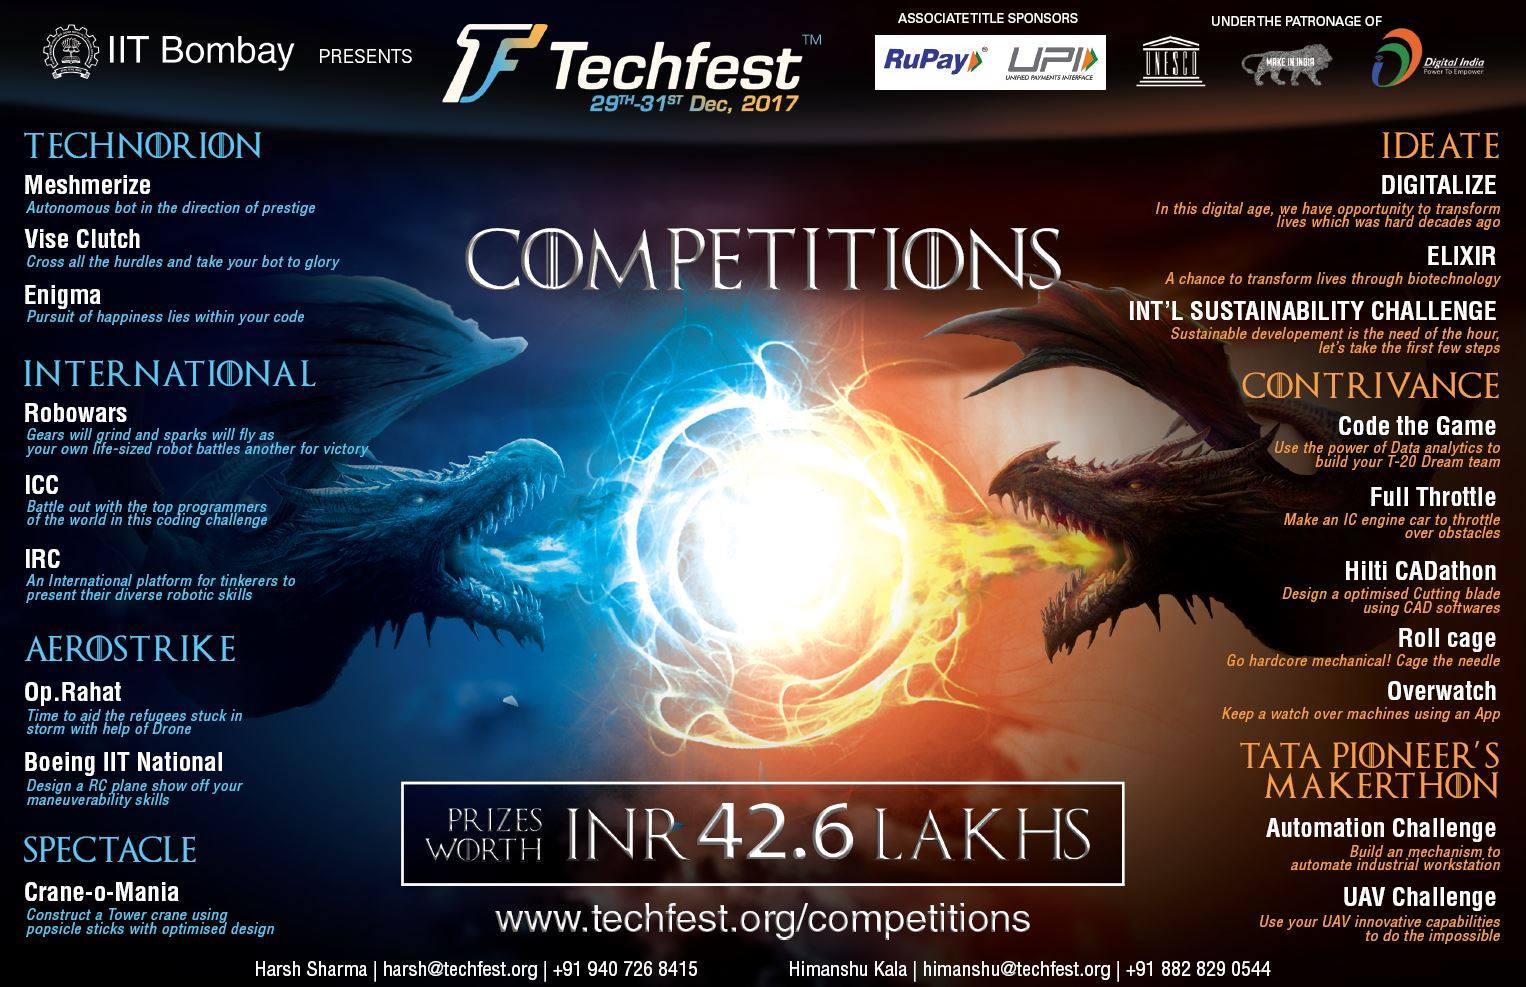 IIT Bombay PRESENTS
Techfest™
29TH-31ST Dec, 2017
ASSOCIATE TITLE SPONSORS
RuPay®
UPI
UNIFIED PAYMENTS INTERFACE
UNDER THE PATRONAGE OF
UNESCO
MAKE IN INDIA
Digital India
Power To Empower
TECHNORION
Meshmerize
Autonomous bot in the direction of prestige
Vise Clutch
Cross all the hurdles and take your bot to glory
Enigma
Pursuit of happiness lies within your code
INTERNATIONAL
Robowars
Gears will grind and sparks will fly as
your own life-sized robot battles another for victory
ICC
Battle out with the top programmers
of the world in this coding challenge
IRC
An International platform for tinkerers to
present their diverse robotic skills
AEROSTRIKE
Op.Rahat
Time to aid the refugees stuck in
storm with help of Drone
Boeing IIT National
Design a RC plane show off your
maneuverability skills
SPECTACLE
Crane-o-Mania
Construct a Tower crane using
popsicle sticks with optimised design
COMPETITIONS
PRIZES
WORTH
INR 42.6 LAKHS
www.techfest.org/competitions
IDEATE
DIGITALIZE
In this digital age, we have opportunity to transform
lives which was hard decades ago
ELIXIR
A chance to transform lives through biotechnology
INT'L SUSTAINABILITY CHALLENGE
Sustainable developement is the need of the hour,
let's take the first few steps
CONTRIVANCE
Code the Game
Use the power of Data analytics to
build your T-20 Dream team
Full Throttle
Make an IC engine car to throttle
over obstacles
Hilti CADathon
Design a optimised Cutting blade
using CAD softwares
Roll cage
Go hardcore mechanical! Cage the needle
Overwatch
Keep a watch over machines using an App
TATA PIONEER'S
MAKERTHON
Automation Challenge
Build an mechanism to
automate industrial workstation
UAV Challenge
Use your UAV innovative capabilities
to do the impossible
Harsh Sharma | harsh@techfest.org | +91 940 726 8415
Himanshu Kala | himanshu@techfest.org | +91 882 829 0544